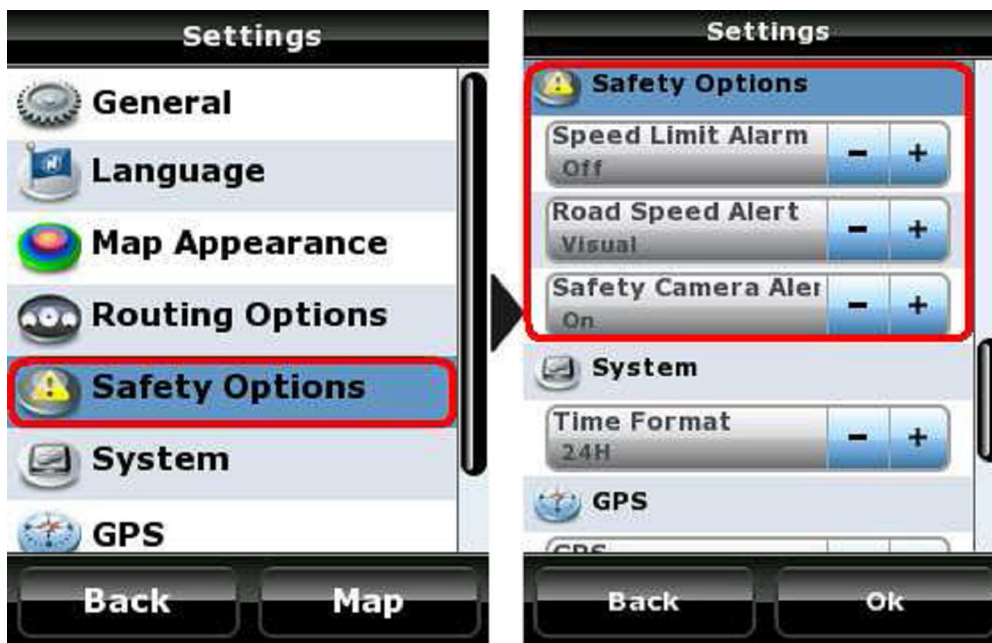 Settings
General
Language
Map Appearance
Routing Options
Safety Options
System
GPS
Back Map
Settings
Safety Options
Speed Limit Alarm
Off
- +
Road Speed Alert
Visual
- +
Safety Camera Aler
On
- +
System
Time Format
24H
- +
GPS
GPS
- +
Back Ok